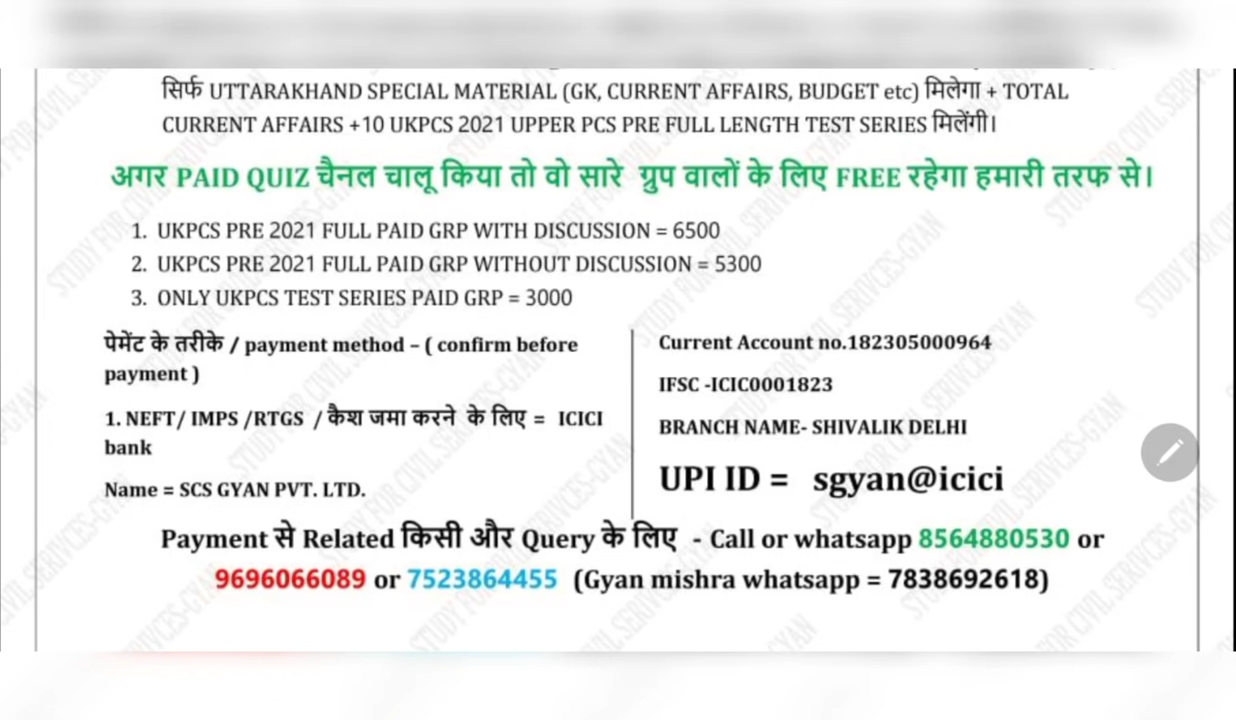 सिर्फ UTTARAKHAND SPECIAL MATERIAL (GK, CURRENT AFFAIRS, BUDGET etc) मिलेगा + TOTAL
CURRENT AFFAIRS +10 UKPCS 2021 UPPER PCS PRE FULL LENGTH TEST SERIES मिलेंगी।
अगर PAID QUIZ चैनल चालू किया तो वो सारे ग्रुप वालों के लिए FREE रहेगा हमारी तरफ से।
1. UKPCS PRE 2021 FULL PAID GRP WITH DISCUSSION = 6500
2. UKPCS PRE 2021 FULL PAID GRP WITHOUT DISCUSSION = 5300
3. ONLY UKPCS TEST SERIES PAID GRP = 3000
पेमेंट के तरीके / payment method – ( confirm before
payment )
1. NEFT/ IMPS /RTGS / कैश जमा करने के लिए = ICICI
bank
Name = SCS GYAN PVT. LTD.
Current Account no.182305000964
IFSC -ICIC0001823
BRANCH NAME- SHIVALIK DELHI
UPI ID = sgyan@icici
Payment से Related किसी और Query के लिए - Call or whatsapp 8564880530 or
9696066089 or 7523864455 (Gyan mishra whatsapp = 7838692618)